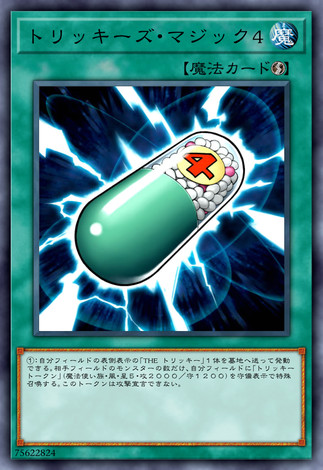 トリッキーズ・マジック4
魔
【魔法カード】
4
①:自分フィールドの表側表示の「THE トリッキー」1体を墓地へ送って発動
できる。相手フィールドのモンスターの数だけ、自分フィールドに「トリッキー
トークン」(魔法使い族・風・星5・攻2000/守1200)を守備表示で特殊
召喚する。このトークンは攻撃宣言できない。
75622824